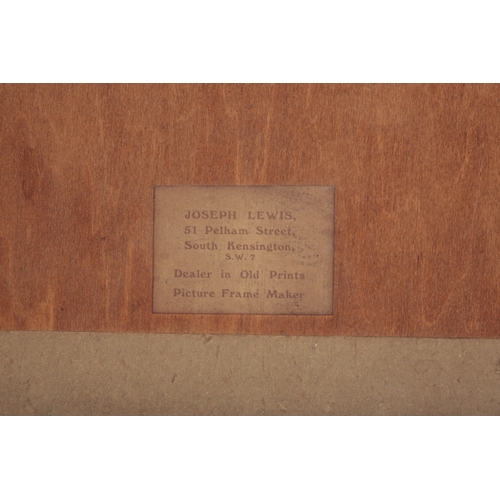 JOSEPH LEWIS,
51 Pelham Street,
South Kensington,
S.W. 7
Dealer in Old Prints
Picture Frame Maker